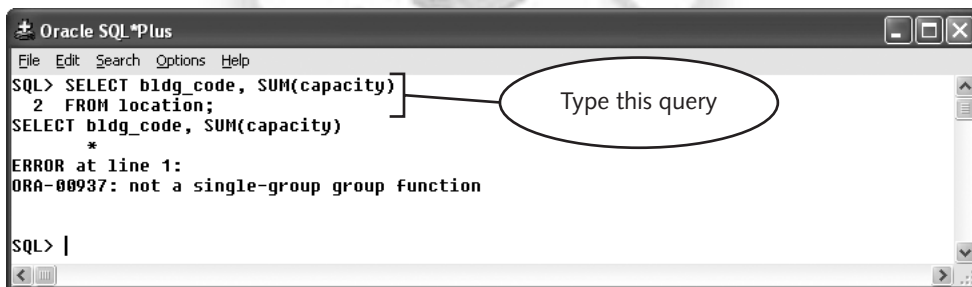 Oracle SQL*Plus
File Edit Search Options Help
SQL> SELECT bldg_code, SUM(capacity)
  2  FROM location;
SELECT bldg_code, SUM(capacity)
       *
ERROR at line 1:
ORA-00937: not a single-group group function
SQL>
Type this query